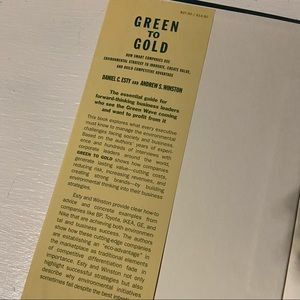 GREEN
TO
GOLD
HOW SMART COMPANIES USE
ENVIRONMENTAL STRATEGY TO INNOVATE, CREATE VALUE,
AND BUILD COMPETITIVE ADVANTAGE
DANIEL C. ESTY AND ANDREW S. WINSTON
The essential guide for
forward-thinking business leaders
who see the Green Wave coming
and want to profit from it
This book explores what every executive
must know to manage the environmental
challenges facing society and business.
Based on the authors' years of experi-
ence and hundreds of interviews with
corporate leaders around the world,
GREEN TO GOLD shows how companies
generate lasting value—cutting costs,
reducing risk, increasing revenues, and
creating strong brands—by building
environmental thinking into their business
strategies.
Esty and Winston provide clear how-to
advice and concrete examples from
companies like BP, Toyota, IKEA, GE, and
Nike that are achieving both environmen-
tal and business success. The authors
show how these cutting-edge companies
are establishing an "eco-advantage" in
the marketplace as traditional elements
of competitive differentiation fade in
importance. Esty and Winston not only
highlight successful strategies but also
describe why environmental initiatives
sometimes fail despite the best